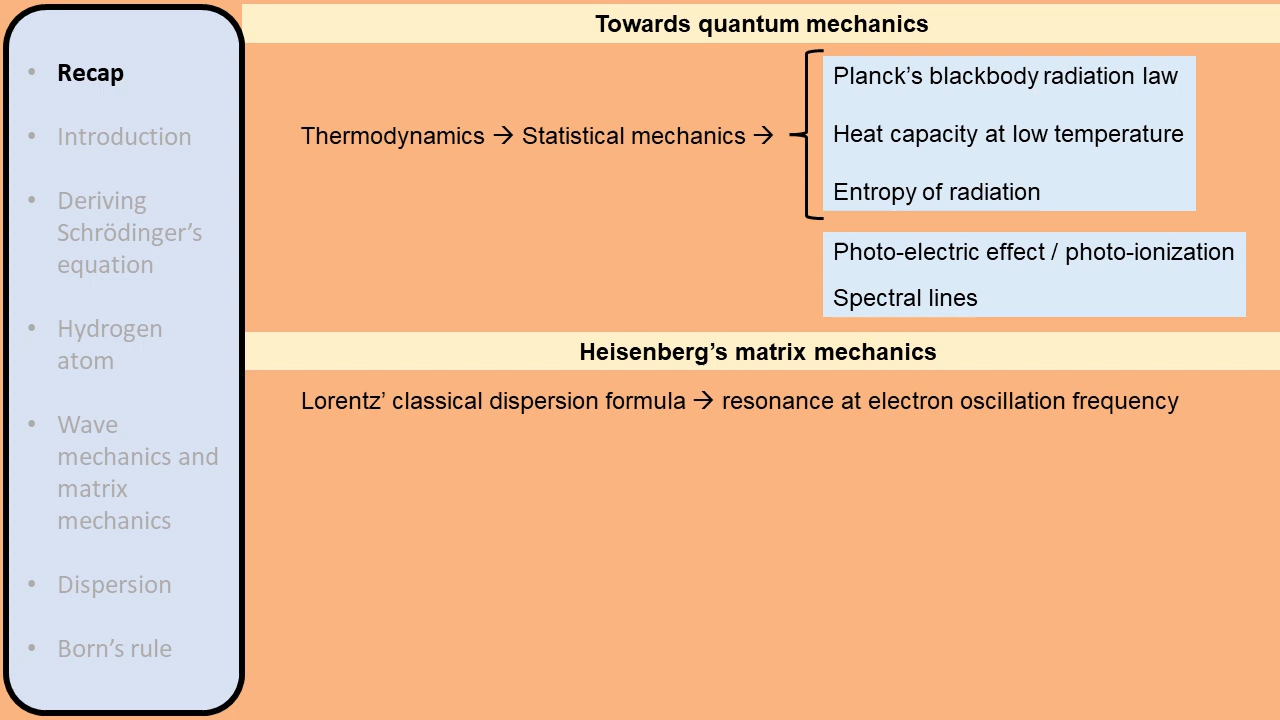 • Recap
• Introduction
• Deriving
Schrödinger’s
equation
• Hydrogen
atom
• Wave
mechanics and
matrix
mechanics
• Dispersion
• Born’s rule
Towards quantum mechanics
Thermodynamics → Statistical mechanics →
Planck’s blackbody radiation law
Heat capacity at low temperature
Entropy of radiation
Photo-electric effect / photo-ionization
Spectral lines
Heisenberg’s matrix mechanics
Lorentz’ classical dispersion formula → resonance at electron oscillation frequency